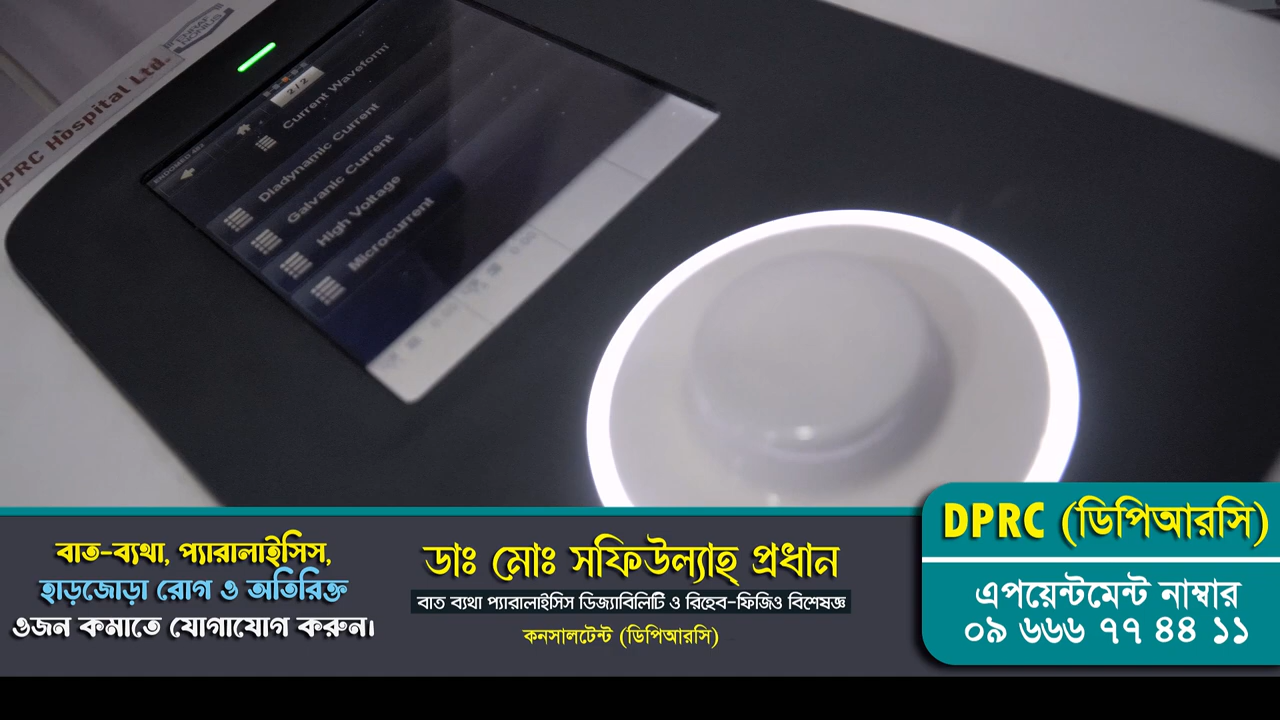 DPRC Hospital Ltd.
ENDOMED 482
2/2
Current Waveform
Diadynamic Current
Galvanic Current
High Voltage
Microcurrent
DPRC (ডিপিআরসি)
বাত-ব্যথা, প্যারালাইসিস,
হাড়জোড়া রোগ ও অতিরিক্ত
ওজন কমাতে যোগাযোগ করুন।
ডাঃ মোঃ সফিউল্যাহ্ প্রধান
বাত ব্যথা প্যারালাইসিস ডিজ্যাবিলিটি ও রিহেব-ফিজিও বিশেষজ্ঞ
কনসালটেন্ট (ডিপিআরসি)
এপয়েন্টমেন্ট নাম্বার
০৯ ৬৬৬ ৭৭ ৪৪ ১১